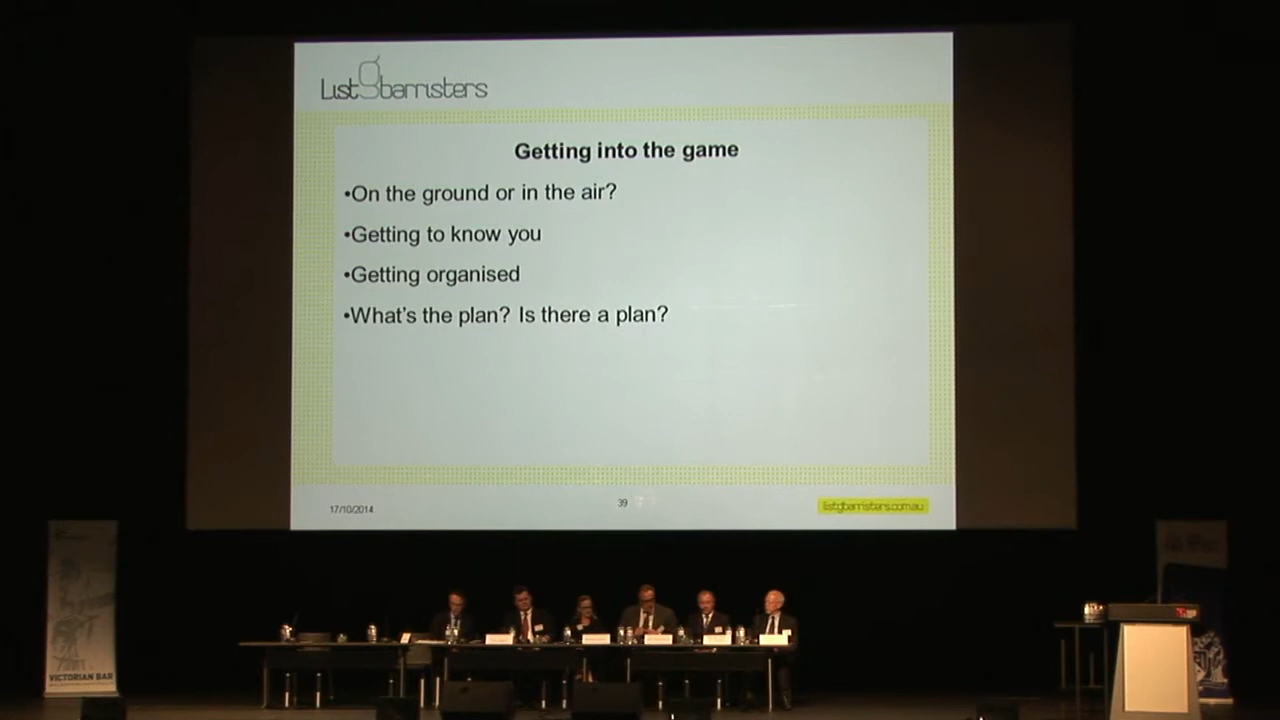 List g barristers
Getting into the game
•On the ground or in the air?
•Getting to know you
•Getting organised
•What's the plan? Is there a plan?
17/10/2014
39
listgbarristers.com.au
VICTORIAN BAR